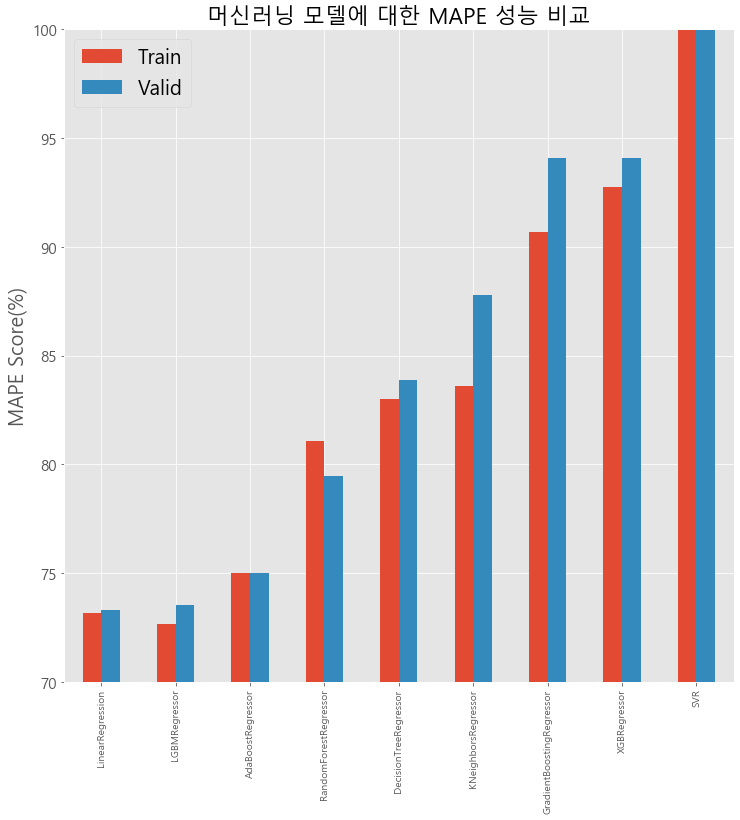 머신러닝 모델에 대한 MAPE 성능 비교
Train
Valid
MAPE Score(%)
100
95
90
85
80
75
70
LinearRegression
LGBMRegressor
AdaBoostRegressor
RandomForestRegressor
DecisionTreeRegressor
KNeighborsRegressor
GradientBoostingRegressor
XGBRegressor
SVR